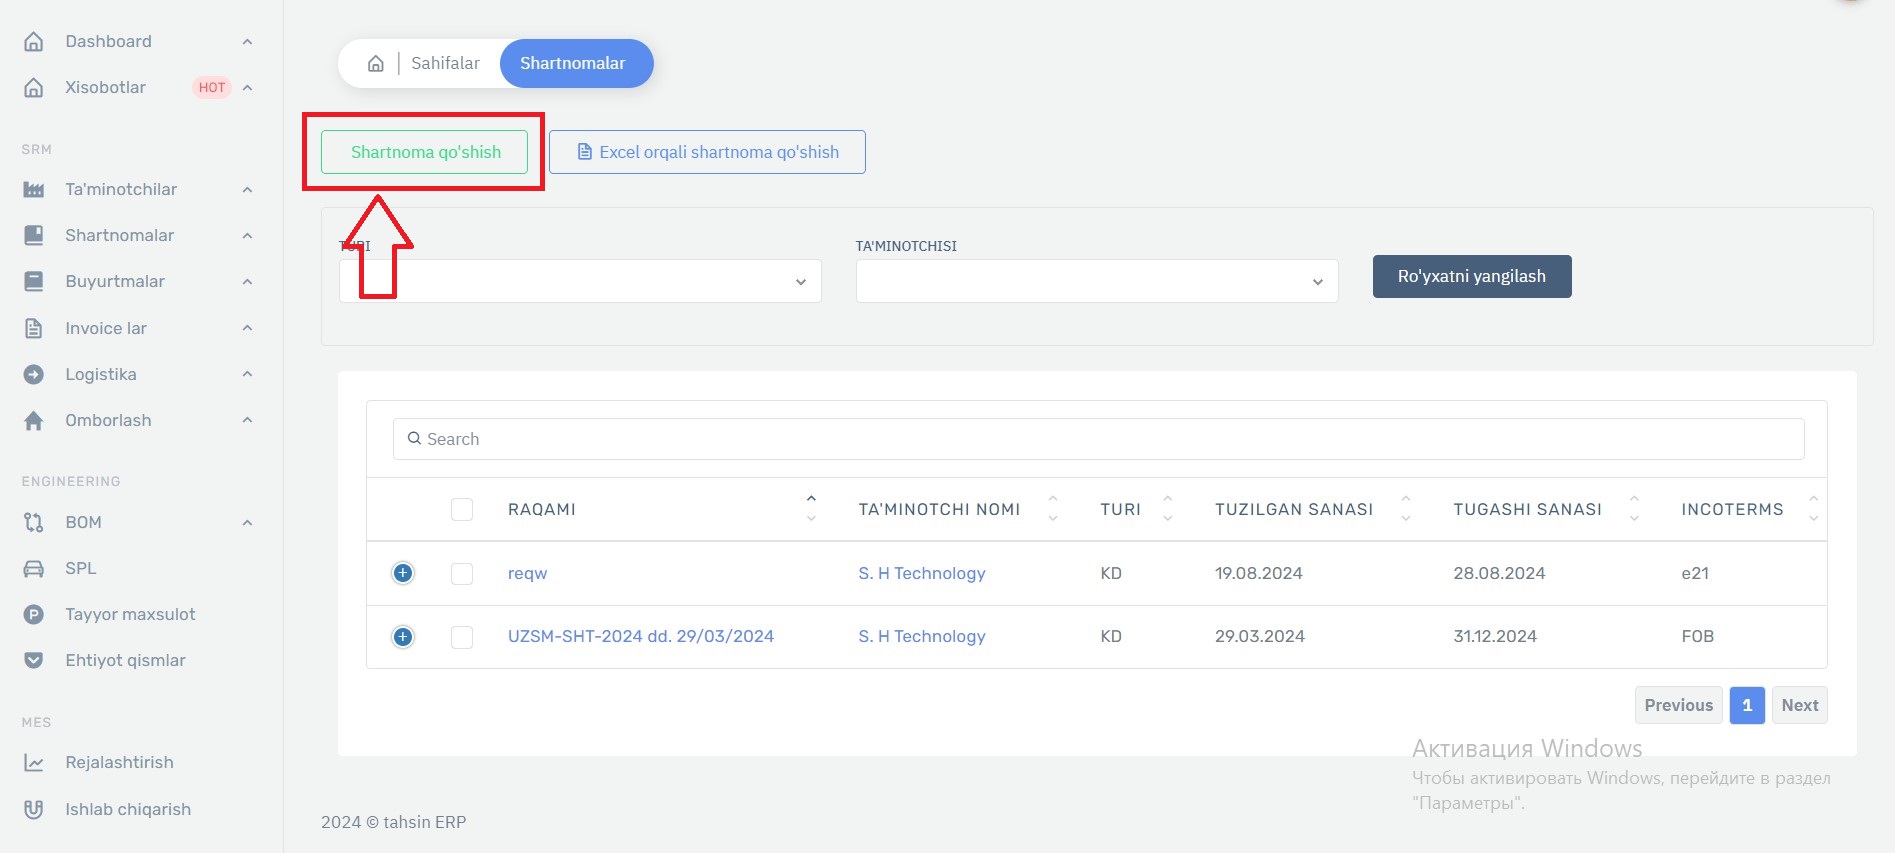 Dashboard
Xisobotlar HOT
SRM
Ta'minotchilar
Shartnomalar
Buyurtmalar
Invoice lar
Logistika
Omborlash
ENGINEERING
BOM
SPL
Tayyor maxsulot
Ehtiyot qismlar
MES
Rejalashtirish
Ishlab chiqarish
Sahifalar Shartnomalar
Shartnoma qo'shish Excel orqali shartnoma qo'shish
TURI TA'MINOTCHISI
Ro'yxatni yangilash
Search
RAQAMI TA'MINOTCHI NOMI TURI TUZILGAN SANASI TUGASHI SANASI INCOTERMS
reqw S. H Technology KD 19.08.2024 28.08.2024 e21
UZSM-SHT-2024 dd. 29/03/2024 S. H Technology KD 29.03.2024 31.12.2024 FOB
Previous 1 Next
Активация Windows
Чтобы активировать Windows, перейдите в раздел
"Параметры".
2024 © tahsin ERP